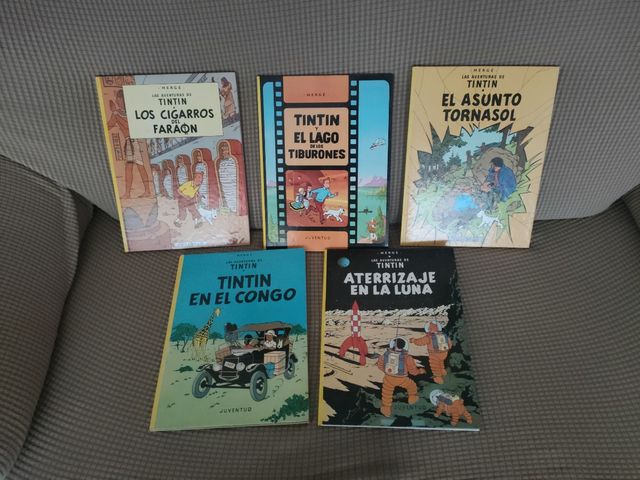 HERGÉ
LAS AVENTURAS DE
TINTIN
LOS CIGARROS
DEL
FARAÓN
HERGÉ
TINTIN
Y
EL LAGO
DE LOS
TIBURONES
JUVENTUD
HERGÉ
LAS AVENTURAS DE
TINTIN
EL ASUNTO
TORNASOL
HERGÉ
LAS AVENTURAS DE
TINTIN
TINTIN
EN EL CONGO
JUVENTUD
HERGÉ
LAS AVENTURAS DE
TINTIN
ATERRIZAJE
EN LA LUNA
JUVENTUD